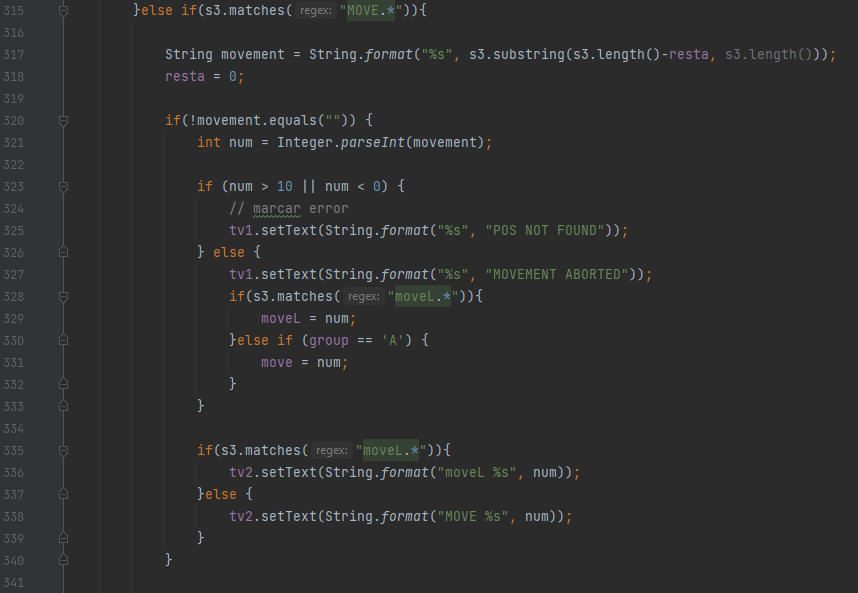 315 }else if(s3.matches( regex: "MOVE.*")){
316
317 String movement = String.format("%s", s3.substring(s3.length()-resta, s3.length()));
318 resta = 0;
319
320 if(!movement.equals("")) {
321 int num = Integer.parseInt(movement);
322
323 if (num > 10 || num < 0) {
324 // marcar error
325 tv1.setText(String.format("%s", "POS NOT FOUND"));
326 } else {
327 tv1.setText(String.format("%s", "MOVEMENT ABORTED"));
328 if(s3.matches( regex: "moveL.*")){
329 moveL = num;
330 }else if (group == 'A') {
331 move = num;
332 }
333 }
334
335 if(s3.matches( regex: "moveL.*")){
336 tv2.setText(String.format("moveL %s", num));
337 }else {
338 tv2.setText(String.format("MOVE %s", num));
339 }
340 }
341